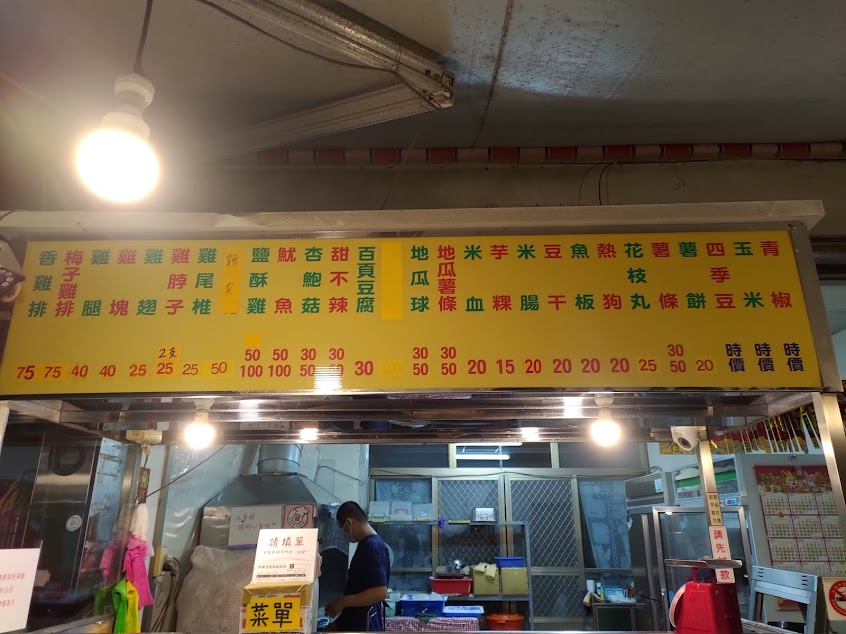 香雞排 75
梅子雞排 75
雞腿 40
雞塊 40
雞翅 25
雞脖子 2支 25
雞尾椎 25
50
鹽酥雞 50 100
魷魚 50 100
杏鮑菇 30 50
甜不辣 30
百頁豆腐 30
地瓜球 30 50
地瓜薯條 30 50
米血 20
芋粿 15
米腸 20
豆干 20
魚板 20
熱狗 20
花枝丸 25
薯條 30 50
薯餅 20
四季豆 時價
玉米 時價
青椒 時價
請填單
菜單
請先 款